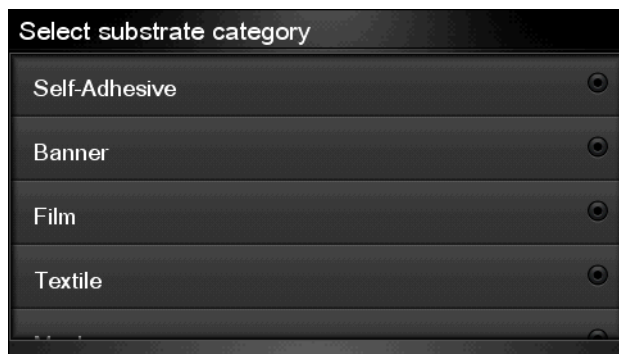 Select substrate category
Self-Adhesive
Banner
Film
Textile